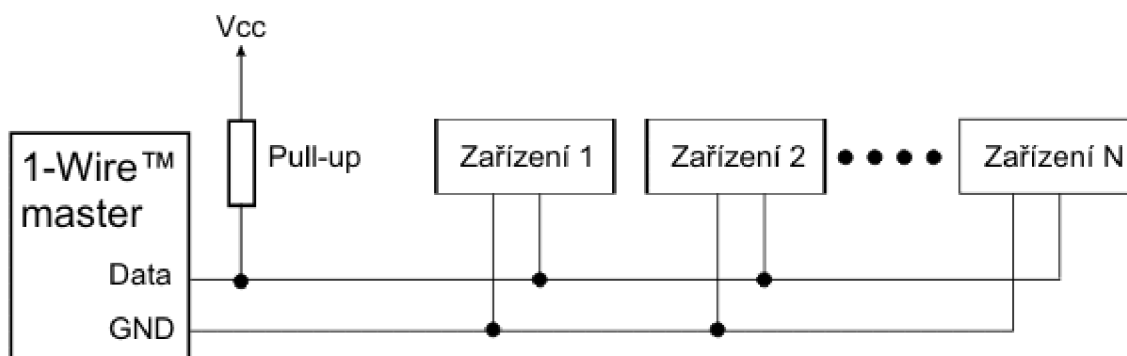 Vcc
1-Wire™
master
Pull-up
Zařízení 1
Zařízení 2
Zařízení N
Data
GND